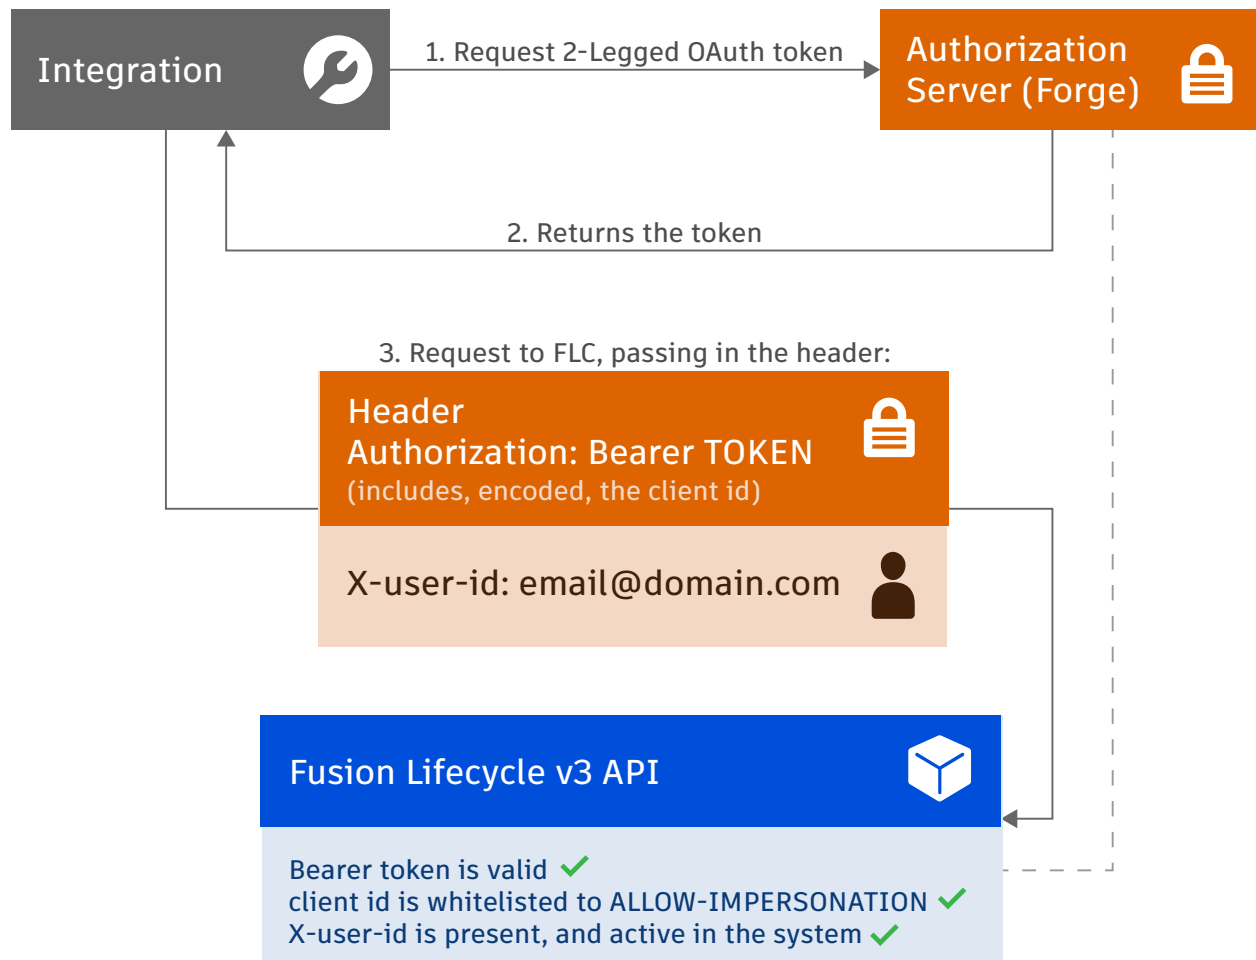 Integration
1. Request 2-Legged OAuth token
Authorization
Server (Forge)
2. Returns the token
3. Request to FLC, passing in the header:
Header
Authorization: Bearer TOKEN
(includes, encoded, the client id)
X-user-id: email@domain.com
Fusion Lifecycle v3 API
Bearer token is valid
client id is whitelisted to ALLOW-IMPERSONATION
X-user-id is present, and active in the system